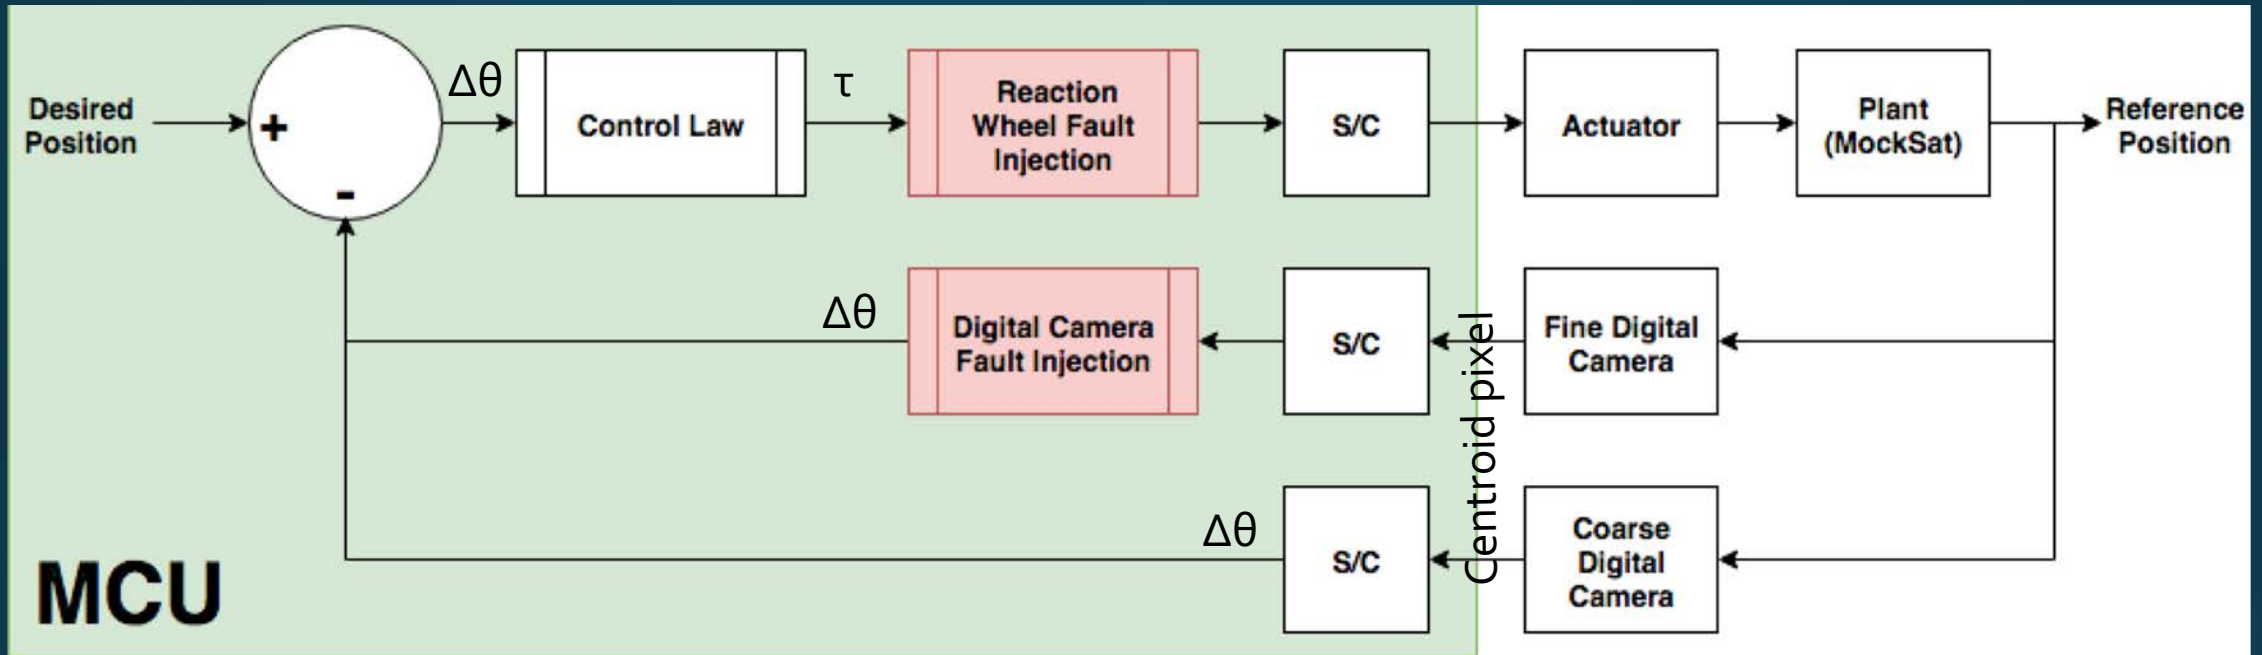 Desired
Position
+
-
Δθ
Control Law
τ
Reaction
Wheel Fault
Injection
S/C
Actuator
Plant
(MockSat)
Reference
Position
Δθ
Digital Camera
Fault Injection
S/C
Centroid pixel
Fine Digital
Camera
Δθ
S/C
Coarse
Digital
Camera
MCU